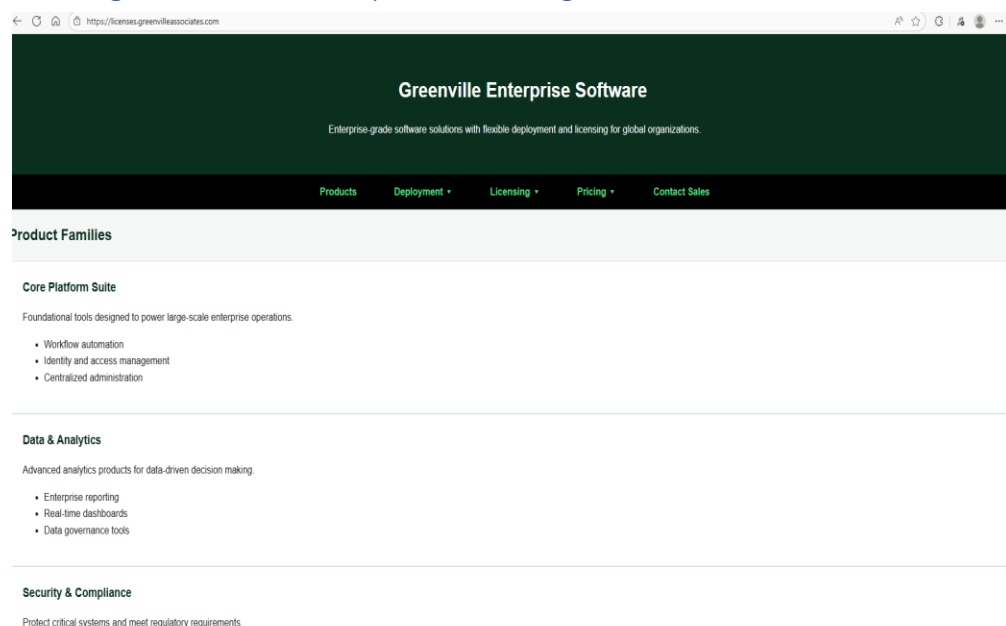 https://licenses.greenvilleassociates.com
Greenville Enterprise Software
Enterprise-grade software solutions with flexible deployment and licensing for global organizations.
Products Deployment ▾ Licensing ▾ Pricing ▾ Contact Sales
Product Families
Core Platform Suite
Foundational tools designed to power large-scale enterprise operations.
• Workflow automation
• Identity and access management
• Centralized administration
Data & Analytics
Advanced analytics products for data-driven decision making.
• Enterprise reporting
• Real-time dashboards
• Data governance tools
Security & Compliance
Protect critical systems and meet regulatory requirements.